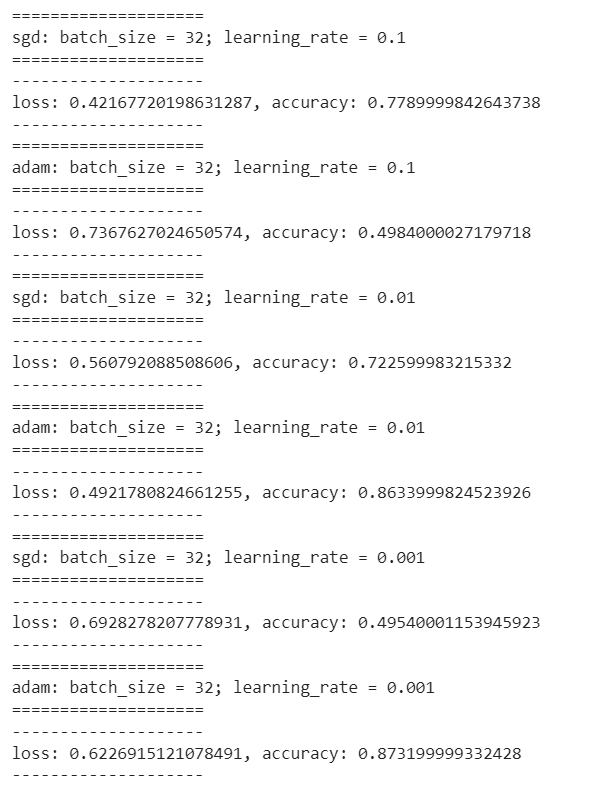 ====================
sgd: batch_size = 32; learning_rate = 0.1
====================
--------------------
loss: 0.42167720198631287, accuracy: 0.7789999842643738
--------------------
====================
adam: batch_size = 32; learning_rate = 0.1
====================
--------------------
loss: 0.7367627024650574, accuracy: 0.4984000027179718
--------------------
====================
sgd: batch_size = 32; learning_rate = 0.01
====================
--------------------
loss: 0.560792088508606, accuracy: 0.722599983215332
--------------------
====================
adam: batch_size = 32; learning_rate = 0.01
====================
--------------------
loss: 0.4921780824661255, accuracy: 0.8633999824523926
--------------------
====================
sgd: batch_size = 32; learning_rate = 0.001
====================
--------------------
loss: 0.6928278207778931, accuracy: 0.49540001153945923
--------------------
====================
adam: batch_size = 32; learning_rate = 0.001
====================
--------------------
loss: 0.6226915121078491, accuracy: 0.873199999332428
--------------------